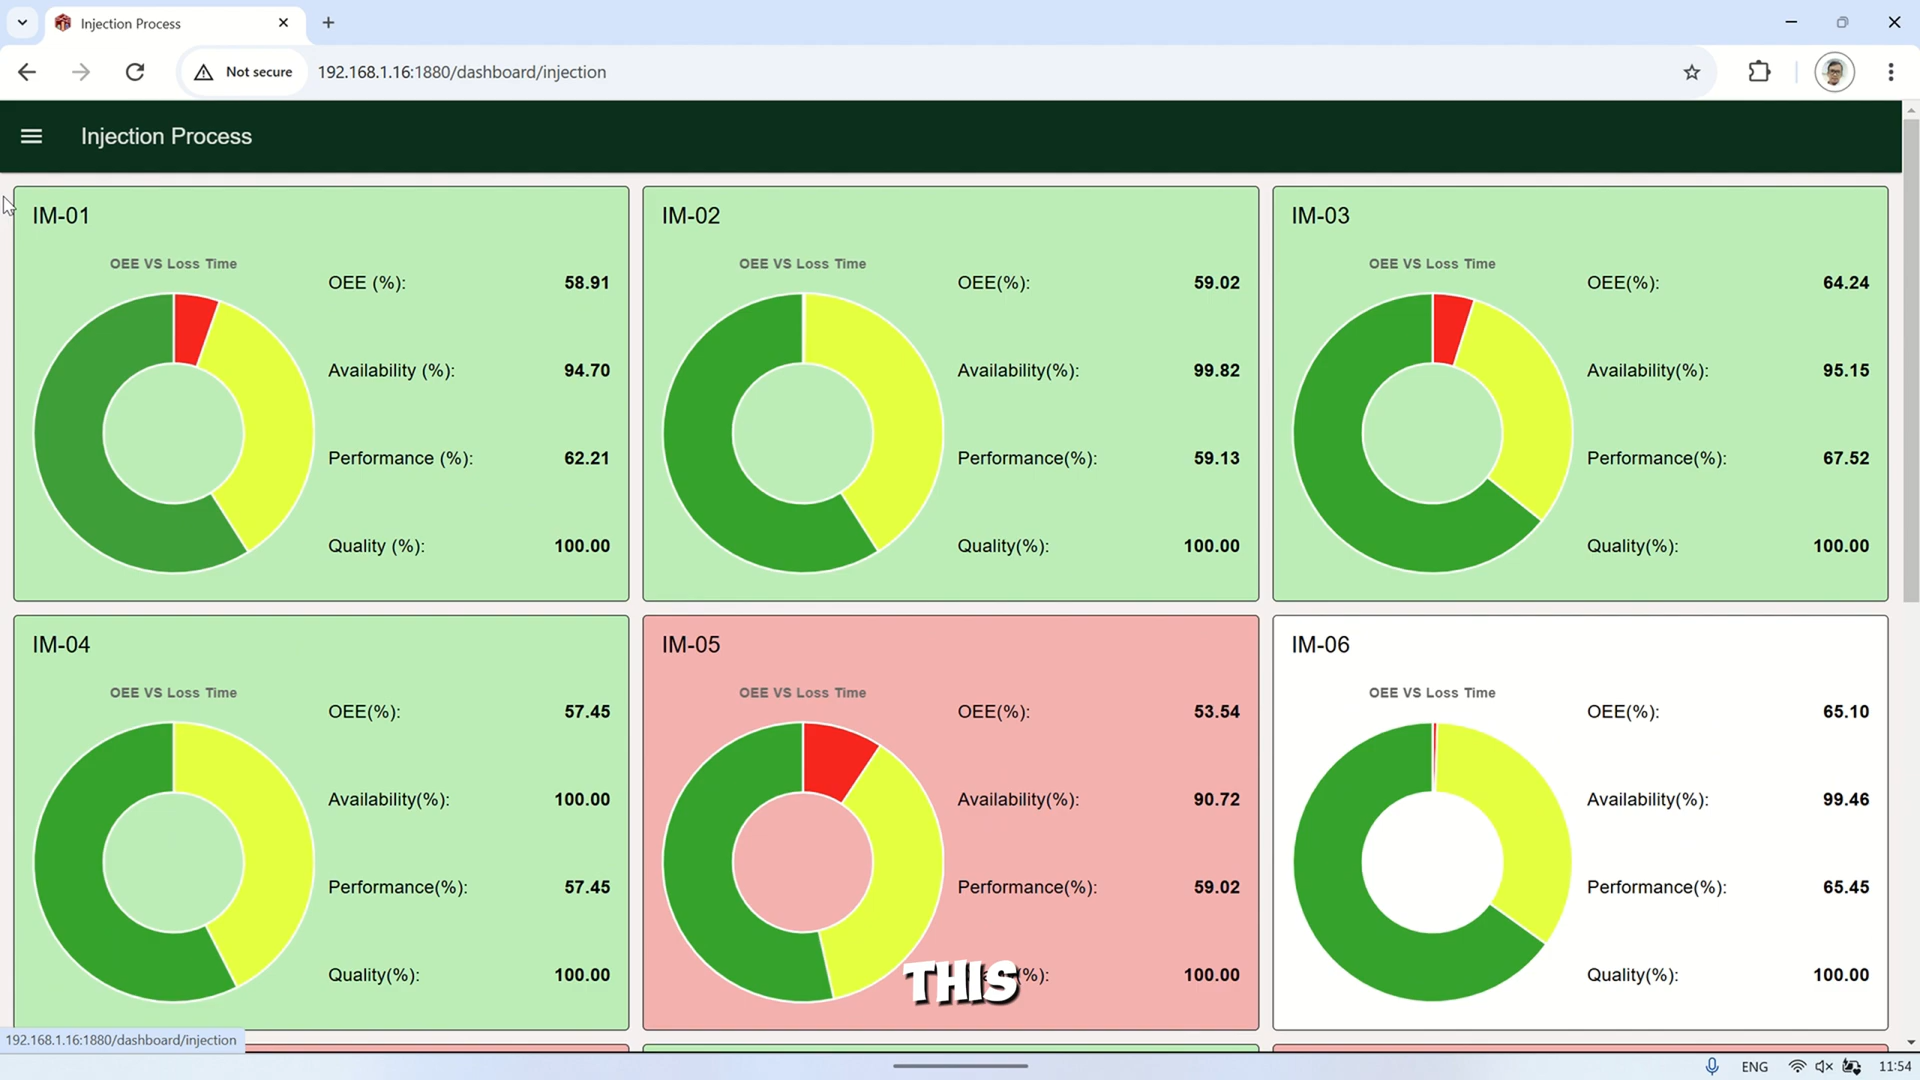 Injection Process
Not secure
192.168.1.16:1880/dashboard/injection
Injection Process
IM-01
OEE VS Loss Time
OEE (%): 58.91
Availability (%): 94.70
Performance (%): 62.21
Quality (%): 100.00
IM-02
OEE VS Loss Time
OEE(%): 59.02
Availability(%): 99.82
Performance(%): 59.13
Quality(%): 100.00
IM-03
OEE VS Loss Time
OEE(%): 64.24
Availability(%): 95.15
Performance(%): 67.52
Quality(%): 100.00
IM-04
OEE VS Loss Time
OEE(%): 57.45
Availability(%): 100.00
Performance(%): 57.45
Quality(%): 100.00
IM-05
OEE VS Loss Time
OEE(%): 53.54
Availability(%): 90.72
Performance(%): 59.02
(%): 100.00
THIS
IM-06
OEE VS Loss Time
OEE(%): 65.10
Availability(%): 99.46
Performance(%): 65.45
Quality(%): 100.00
192.168.1.16:1880/dashboard/injection
ENG
11:54